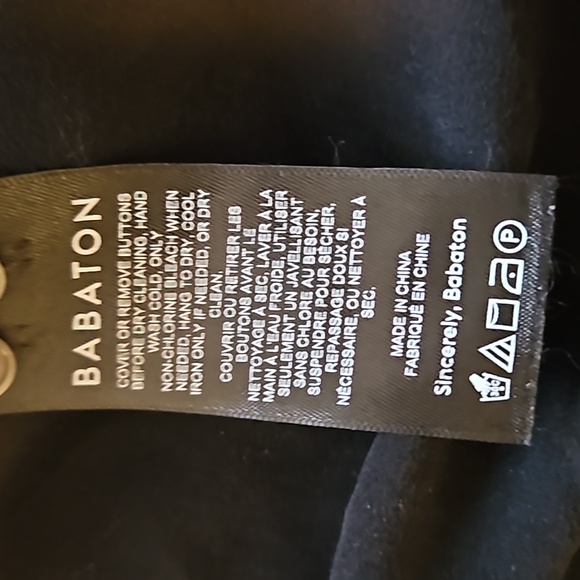 BABATON
COVER OR REMOVE BUTTONS
BEFORE DRY CLEANING, HAND
WASH COLD, ONLY
NON-CHLORINE BLEACH WHEN
NEEDED, HANG TO DRY, COOL
IRON ONLY IF NEEDED, OR DRY
CLEAN.
COUVRIR OU RETIRER LES
BOUTONS AVANT LE
NETTOYAGE À SEC, LAVER À LA
MAIN À L'EAU FROIDE, UTILISER
SEULEMENT UN JAVELLISANT
SANS CHLORE AU BESOIN,
SUSPENDRE POUR SÉCHER,
REPASSAGE DOUX SI
NÉCESSAIRE, OU NETTOYER À
SEC.
MADE IN CHINA
FABRIQUÉ EN CHINE
Sincerely, Babaton
P